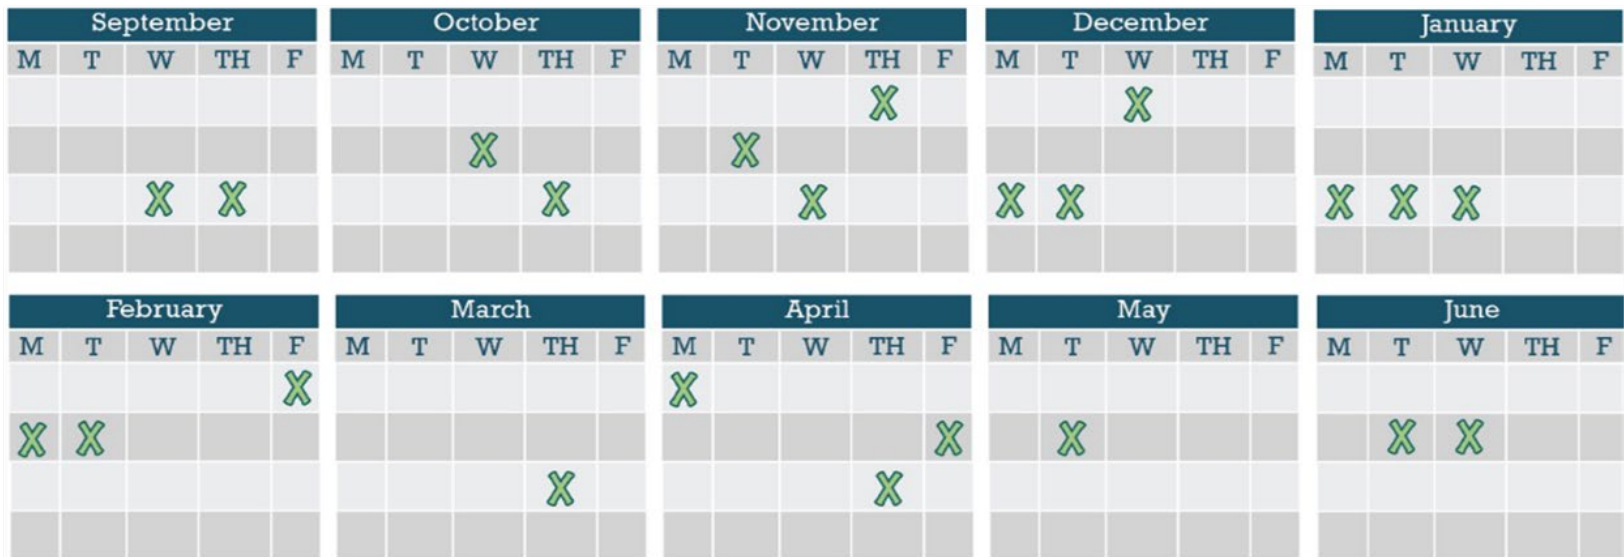 September October November December January
M T W TH F M T W TH F M T W TH F M T W TH F M T W TH F
X X
X X
X X X X X X X X
February March April May June
M T W TH F M T W TH F M T W TH F M T W TH F M T W TH F
X X
X X X X X X
X X